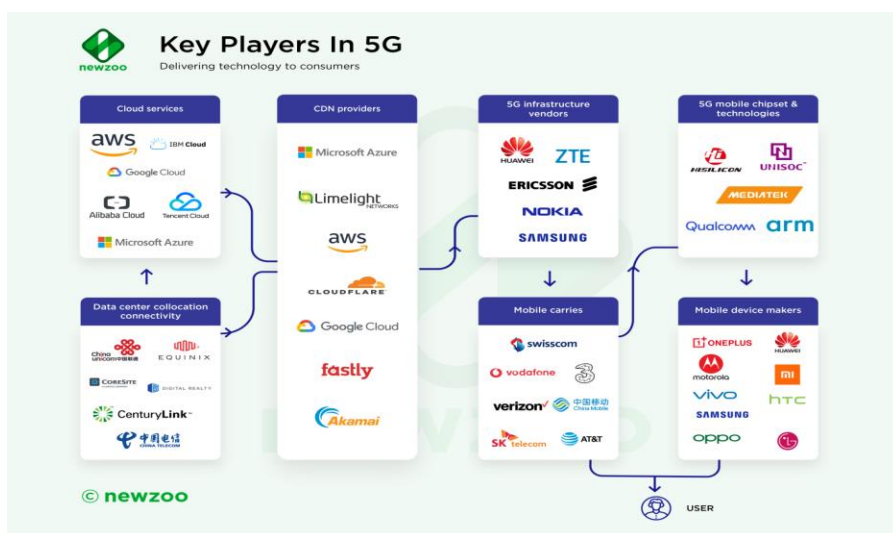 newzoo
Key Players In 5G
Delivering technology to consumers
Cloud services
aws
IBM Cloud
Google Cloud
Alibaba Cloud
Tencent Cloud
Microsoft Azure
Data center collocation
connectivity
China
unicom中国联通
EQUINIX
CORESITE
DIGITAL REALTY
CenturyLink
中国电信
CHINA TELECOM
CDN providers
Microsoft Azure
Limelight
NETWORKS
aws
CLOUDFLARE
Google Cloud
fastly
Akamai
5G infrastructure
vendors
HUAWEI
ZTE
ERICSSON
NOKIA
SAMSUNG
Mobile carries
swisscom
vodafone
3
verizon
中国移动
China Mobile
SK telecom
AT&T
5G mobile chipset &
technologies
HISILICON
UNISOC
MEDIATEK
Qualcomm
arm
Mobile device makers
ONEPLUS
HUAWEI
motorola
mi
vivo
hTC
SAMSUNG
oppo
LG
USER
© newzoo
NEWZOO